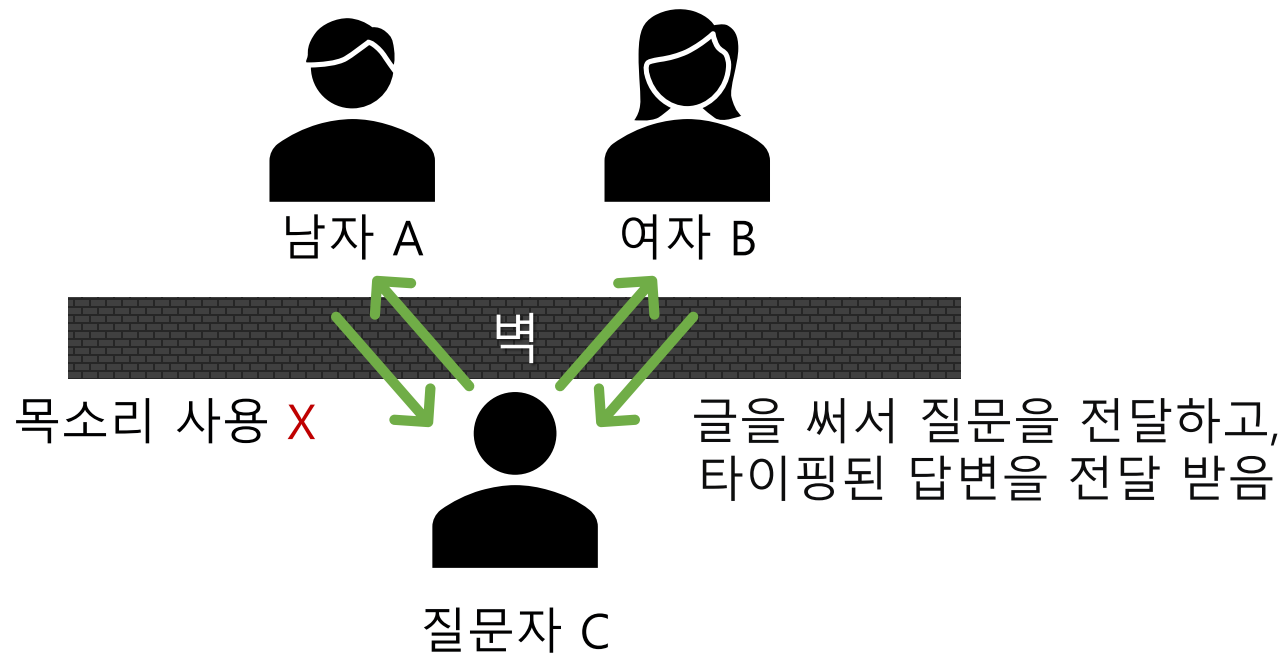 남자 A
여자 B
벽
목소리 사용 X
글을 써서 질문을 전달하고,
타이핑된 답변을 전달 받음
질문자 C